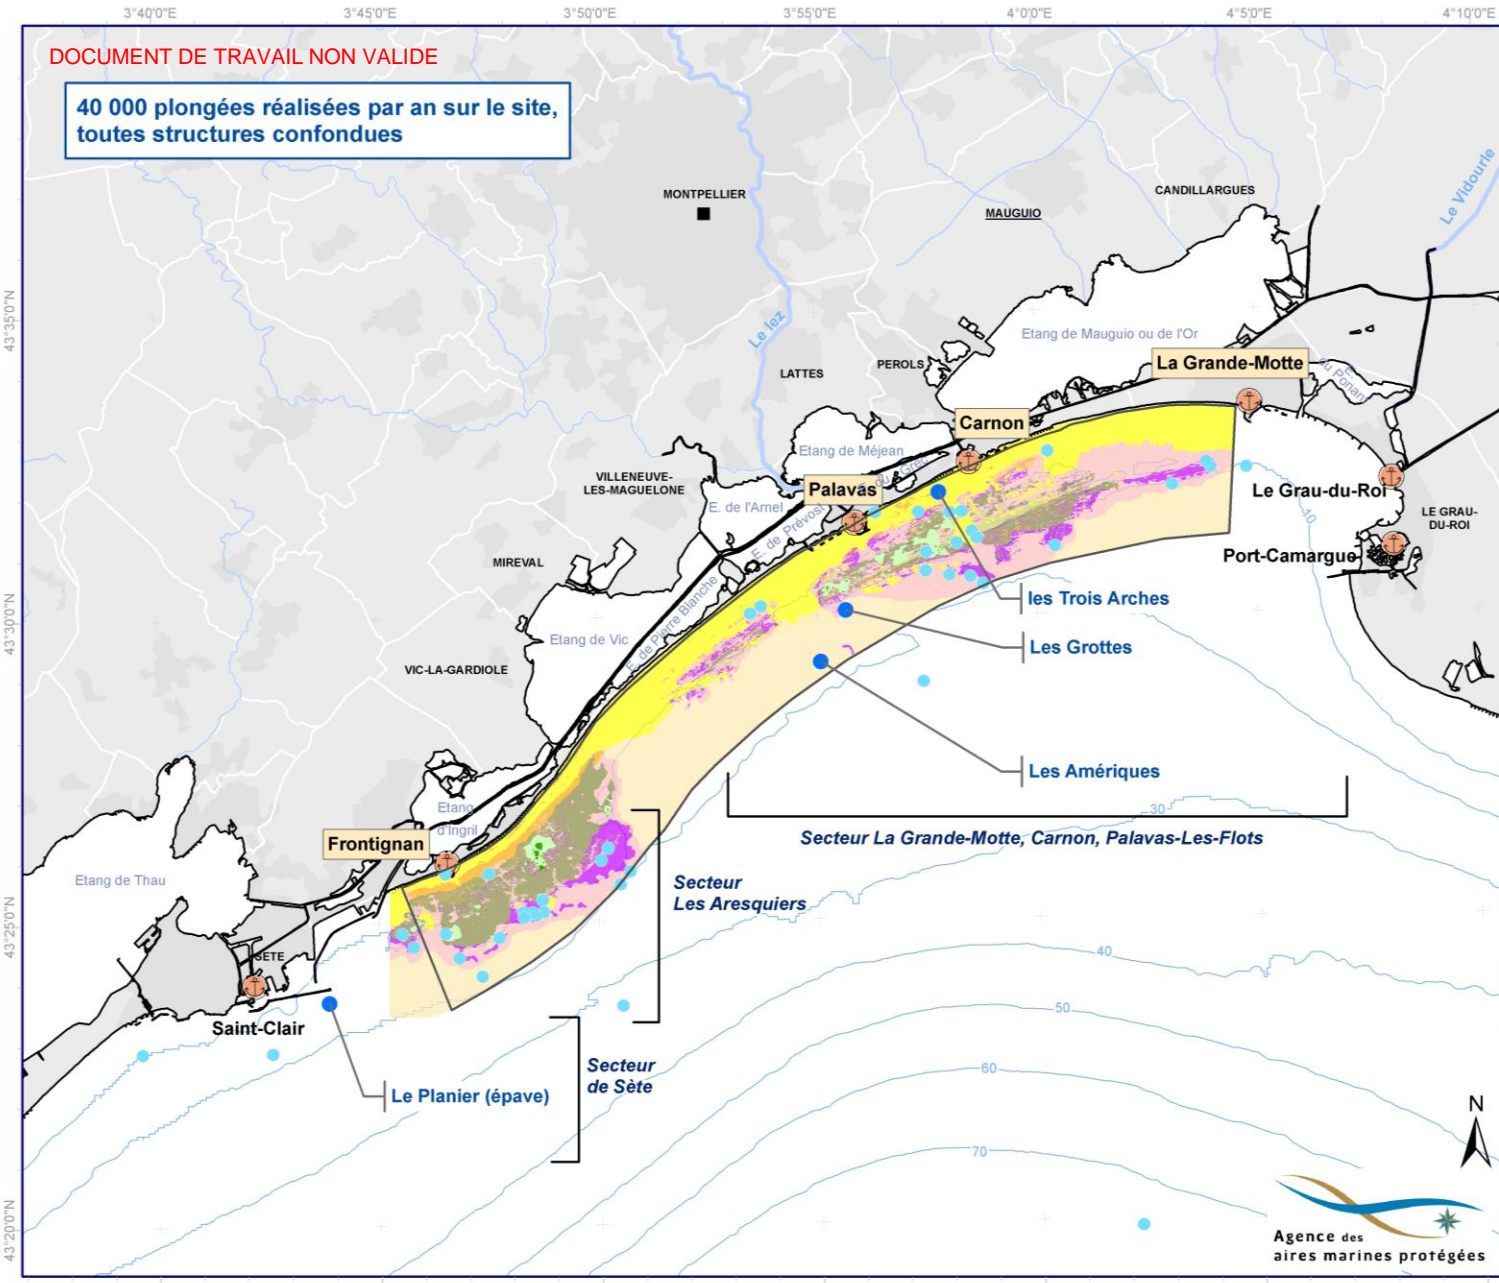 3°40'0"E
3°45'0"E
3°50'0"E
3°55'0"E
4°0'0"E
4°5'0"E
4°10'0"E
DOCUMENT DE TRAVAIL NON VALIDE
40 000 plongées réalisées par an sur le site,
toutes structures confondues
Le Vidourle
CANDILLARGUES
MONTPELLIER
MAUGUIO
43°35'0"N
Etang de Mauguio ou de l'Or
Le lez
La Grande-Motte
PEROLS
LATTES
E.
du Ponant
Carnon
Etang de Méjean
E. du Grec
VILLENEUVE-
LES-MAGUELONE
Palavas
Le Grau-du-Roi
E. de l'Arnel
LE GRAU-
DU-ROI
10
E. de Prévost
Port-Camargue
MIREVAL
43°30'0"N
E. de Pierre Blanche
les Trois Arches
Etang de Vic
Les Grottes
VIC-LA-GARDIOLE
Les Amériques
Etang
d'Ingril
30
Secteur La Grande-Motte, Carnon, Palavas-Les-Flots
Frontignan
Etang de Thau
Secteur
Les Aresquiers
43°25'0"N
40
SETE
50
Saint-Clair
Secteur
de Sète
60
Le Planier (épave)
N
70
43°20'0"N
Agence des
aires marines protégées